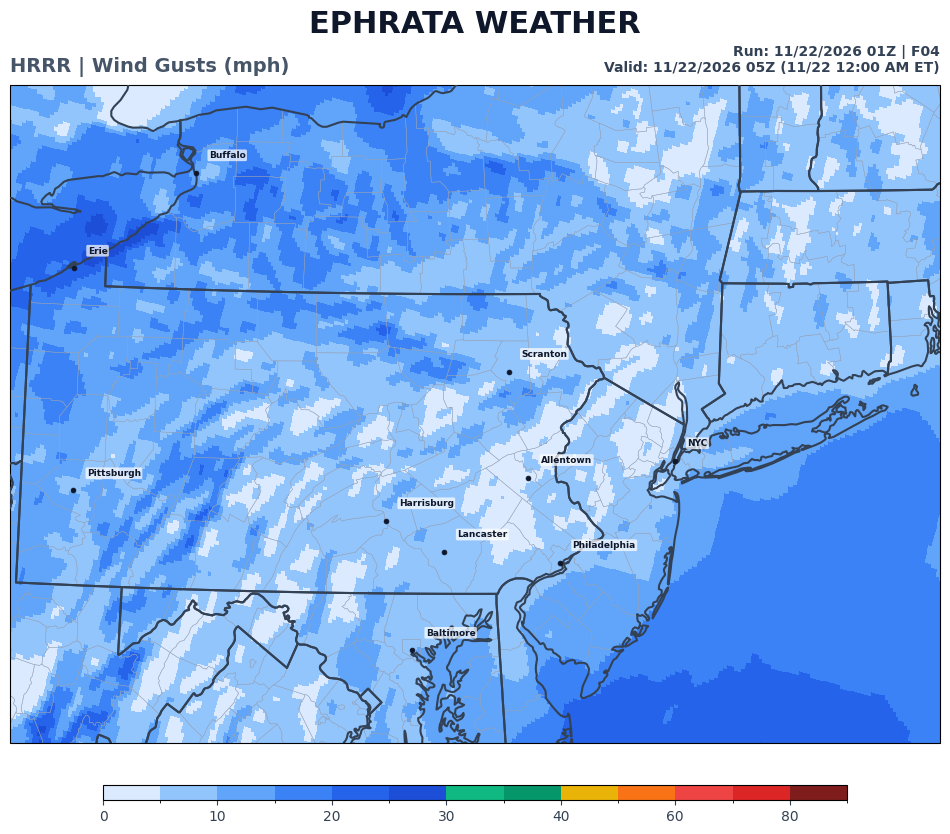 EPHRATA WEATHER
HRRR | Wind Gusts (mph)
Run: 11/22/2026 01Z | F04
Valid: 11/22/2026 05Z (11/22 12:00 AM ET)
Buffalo
Erie
Scranton
NYC
Allentown
Pittsburgh
Harrisburg
Lancaster
Philadelphia
Baltimore
0 10 20 30 40 60 80